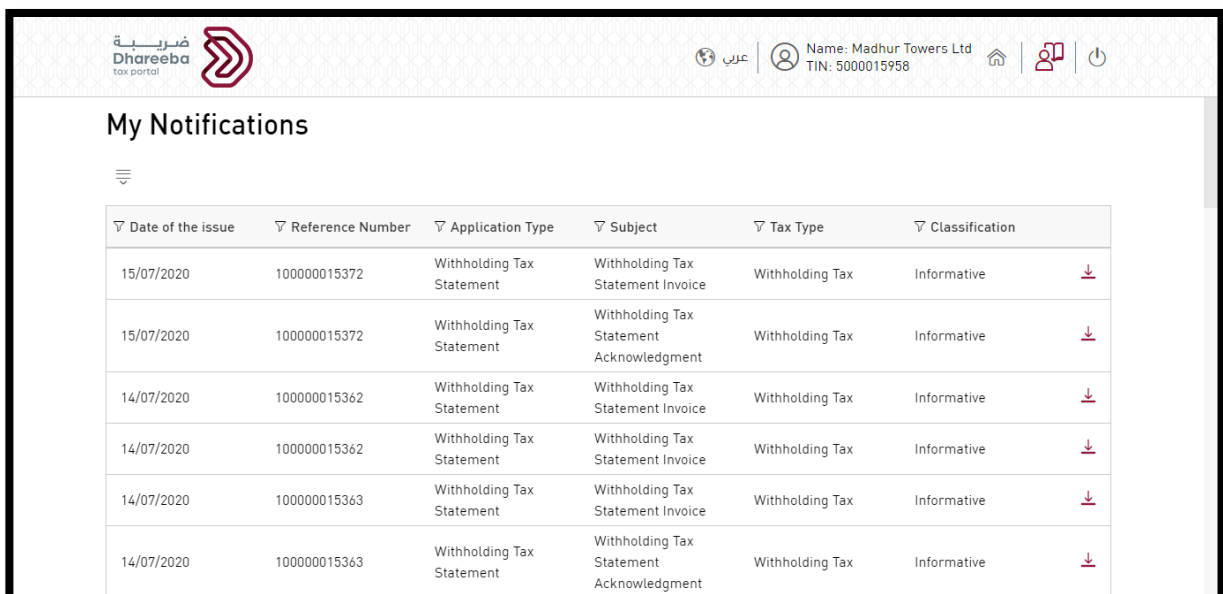 ضريبة
Dhareeba
tax portal
عربي
Name: Madhur Towers Ltd
TIN: 5000015958
My Notifications
Date of the issue Reference Number Application Type Subject Tax Type Classification
15/07/2020 100000015372 Withholding Tax Statement Withholding Tax Statement Invoice Withholding Tax Informative
15/07/2020 100000015372 Withholding Tax Statement Withholding Tax Statement Acknowledgment Withholding Tax Informative
14/07/2020 100000015362 Withholding Tax Statement Withholding Tax Statement Invoice Withholding Tax Informative
14/07/2020 100000015362 Withholding Tax Statement Withholding Tax Statement Invoice Withholding Tax Informative
14/07/2020 100000015363 Withholding Tax Statement Withholding Tax Statement Invoice Withholding Tax Informative
14/07/2020 100000015363 Withholding Tax Statement Withholding Tax Statement Acknowledgment Withholding Tax Informative